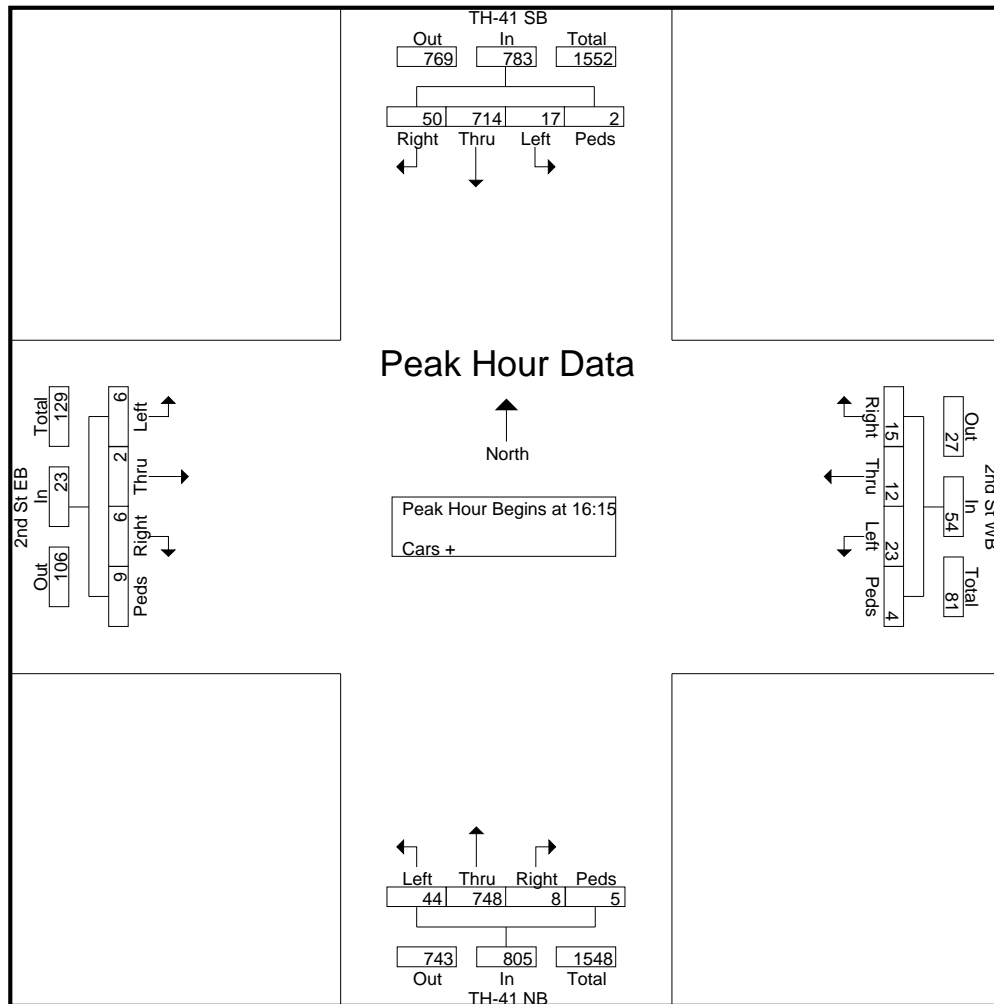 TH-41 SB
Out In Total
769 783 1552
50 714 17 2
Right Thru Left Peds
Peak Hour Data
North
Peak Hour Begins at 16:15
Cars +
2nd St EB
Total In Out
129 23 106
6 2 6 9
Left Thru Right Peds
Right Thru Left Peds
15 12 23 4
Out In Total
27 54 81
2nd St WB
Left Thru Right Peds
44 748 8 5
743 805 1548
Out In Total
TH-41 NB